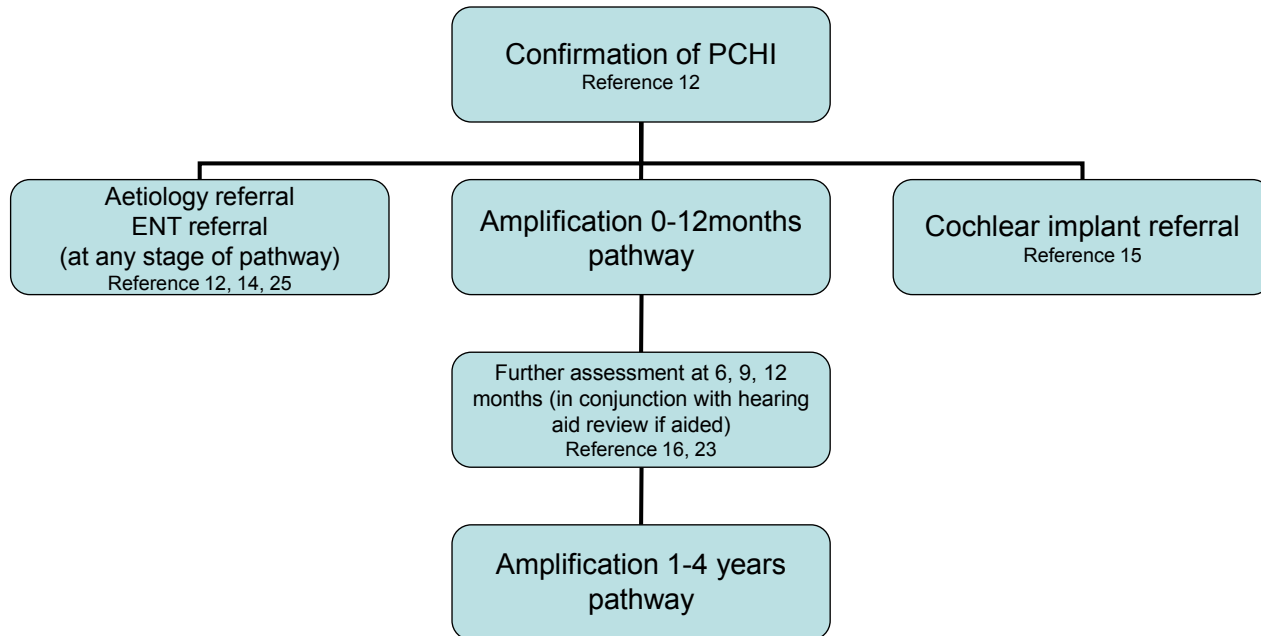 Confirmation of PCHI
Reference 12
Aetiology referral
ENT referral
(at any stage of pathway)
Reference 12, 14, 25
Amplification 0-12months
pathway
Cochlear implant referral
Reference 15
Further assessment at 6, 9, 12
months (in conjunction with hearing
aid review if aided)
Reference 16, 23
Amplification 1-4 years
pathway